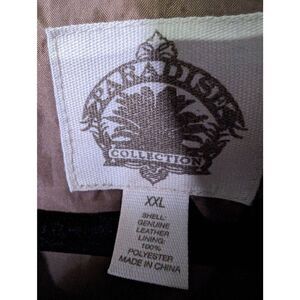 PARADISE
COLLECTION
XXL
SHELL:
GENUINE
LEATHER
LINING:
100%
POLYESTER
MADE IN CHINA